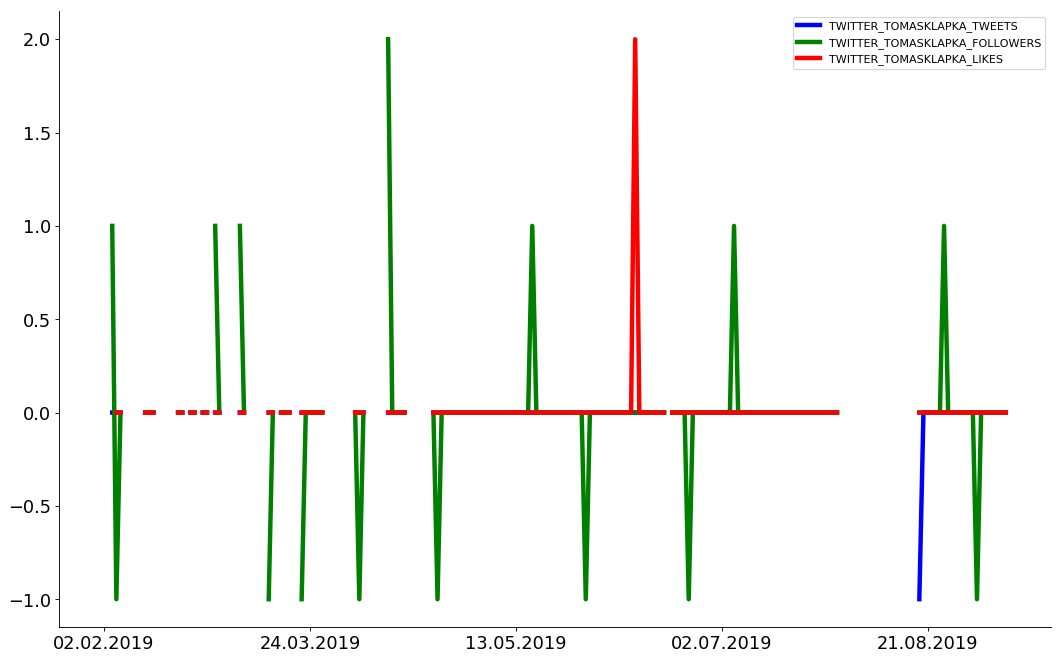 TWITTER_TOMASKLAPKA_TWEETS
TWITTER_TOMASKLAPKA_FOLLOWERS
TWITTER_TOMASKLAPKA_LIKES
2.0
1.5
1.0
0.5
0.0
−0.5
−1.0
02.02.2019 24.03.2019 13.05.2019 02.07.2019 21.08.2019